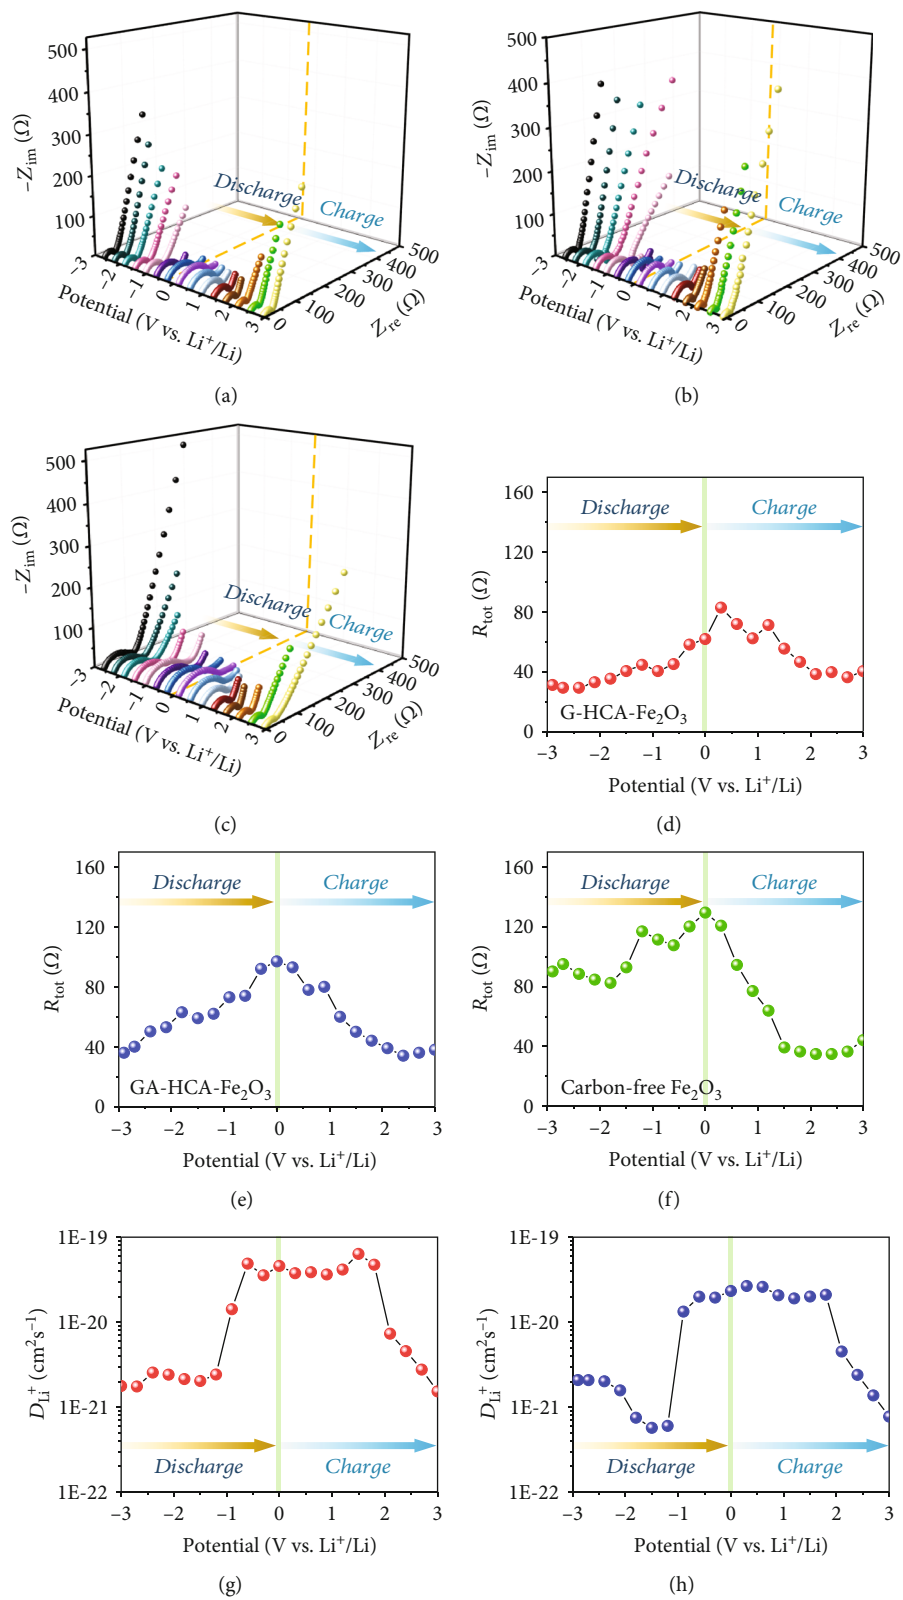 500
400
300
200
100
−Z_im (Ω)
Discharge
Charge
−3
−2
−1
0
1
2
3
Potential (V vs. Li⁺/Li)
0
100
200
300
400
500
Z_re (Ω)
(a)
500
400
300
200
100
−Z_im (Ω)
Discharge
Charge
−3
−2
−1
0
1
2
3
Potential (V vs. Li⁺/Li)
0
100
200
300
400
500
Z_re (Ω)
(b)
500
400
300
200
100
−Z_im (Ω)
Discharge
Charge
−3
−2
−1
0
1
2
3
Potential (V vs. Li⁺/Li)
0
100
200
300
400
500
Z_re (Ω)
(c)
160
120
80
40
0
R_tot (Ω)
Discharge Charge
G-HCA-Fe₂O₃
−3 −2 −1 0 1 2 3
Potential (V vs. Li⁺/Li)
(d)
160
120
80
40
0
R_tot (Ω)
Discharge Charge
GA-HCA-Fe₂O₃
−3 −2 −1 0 1 2 3
Potential (V vs. Li⁺/Li)
(e)
160
120
80
40
0
R_tot (Ω)
Discharge Charge
Carbon-free Fe₂O₃
−3 −2 −1 0 1 2 3
Potential (V vs. Li⁺/Li)
(f)
1E-19
1E-20
1E-21
1E-22
D_Li⁺ (cm²s⁻¹)
Discharge Charge
−3 −2 −1 0 1 2 3
Potential (V vs. Li⁺/Li)
(g)
1E-19
1E-20
1E-21
1E-22
D_Li⁺ (cm²s⁻¹)
Discharge Charge
−3 −2 −1 0 1 2 3
Potential (V vs. Li⁺/Li)
(h)